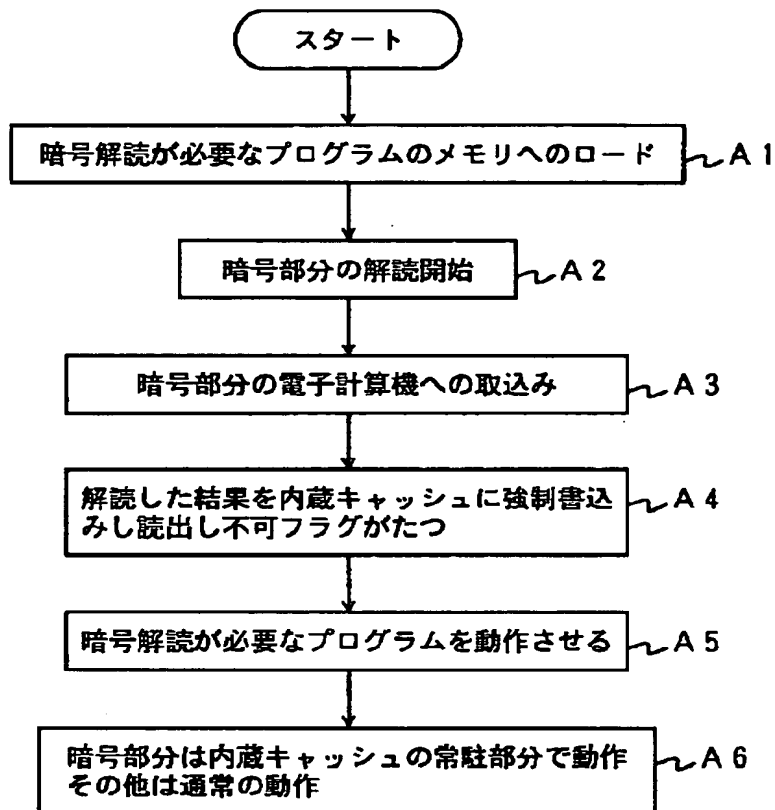 スタート
暗号解読が必要なプログラムのメモリへのロード
A1
暗号部分の解読開始
A2
暗号部分の電子計算機への取込み
A3
解読した結果を内蔵キャッシュに強制書込
みし読出し不可フラグがたつ
A4
暗号解読が必要なプログラムを動作させる
A5
暗号部分は内蔵キャッシュの常駐部分で動作
その他は通常の動作
A6